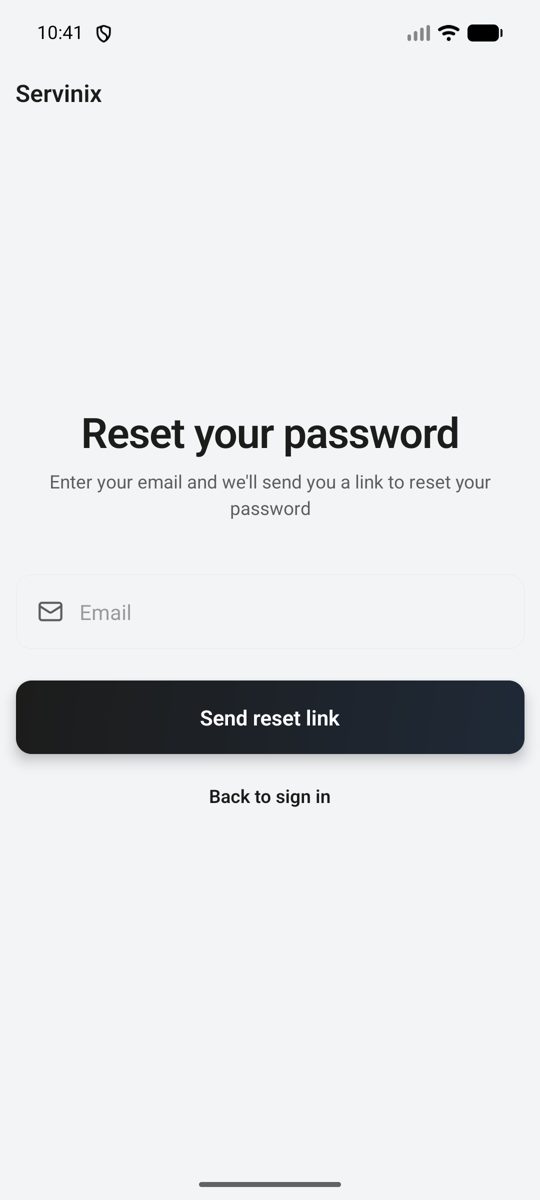 10:41
Servinix
Reset your password
Enter your email and we'll send you a link to reset your
password
Email
Send reset link
Back to sign in